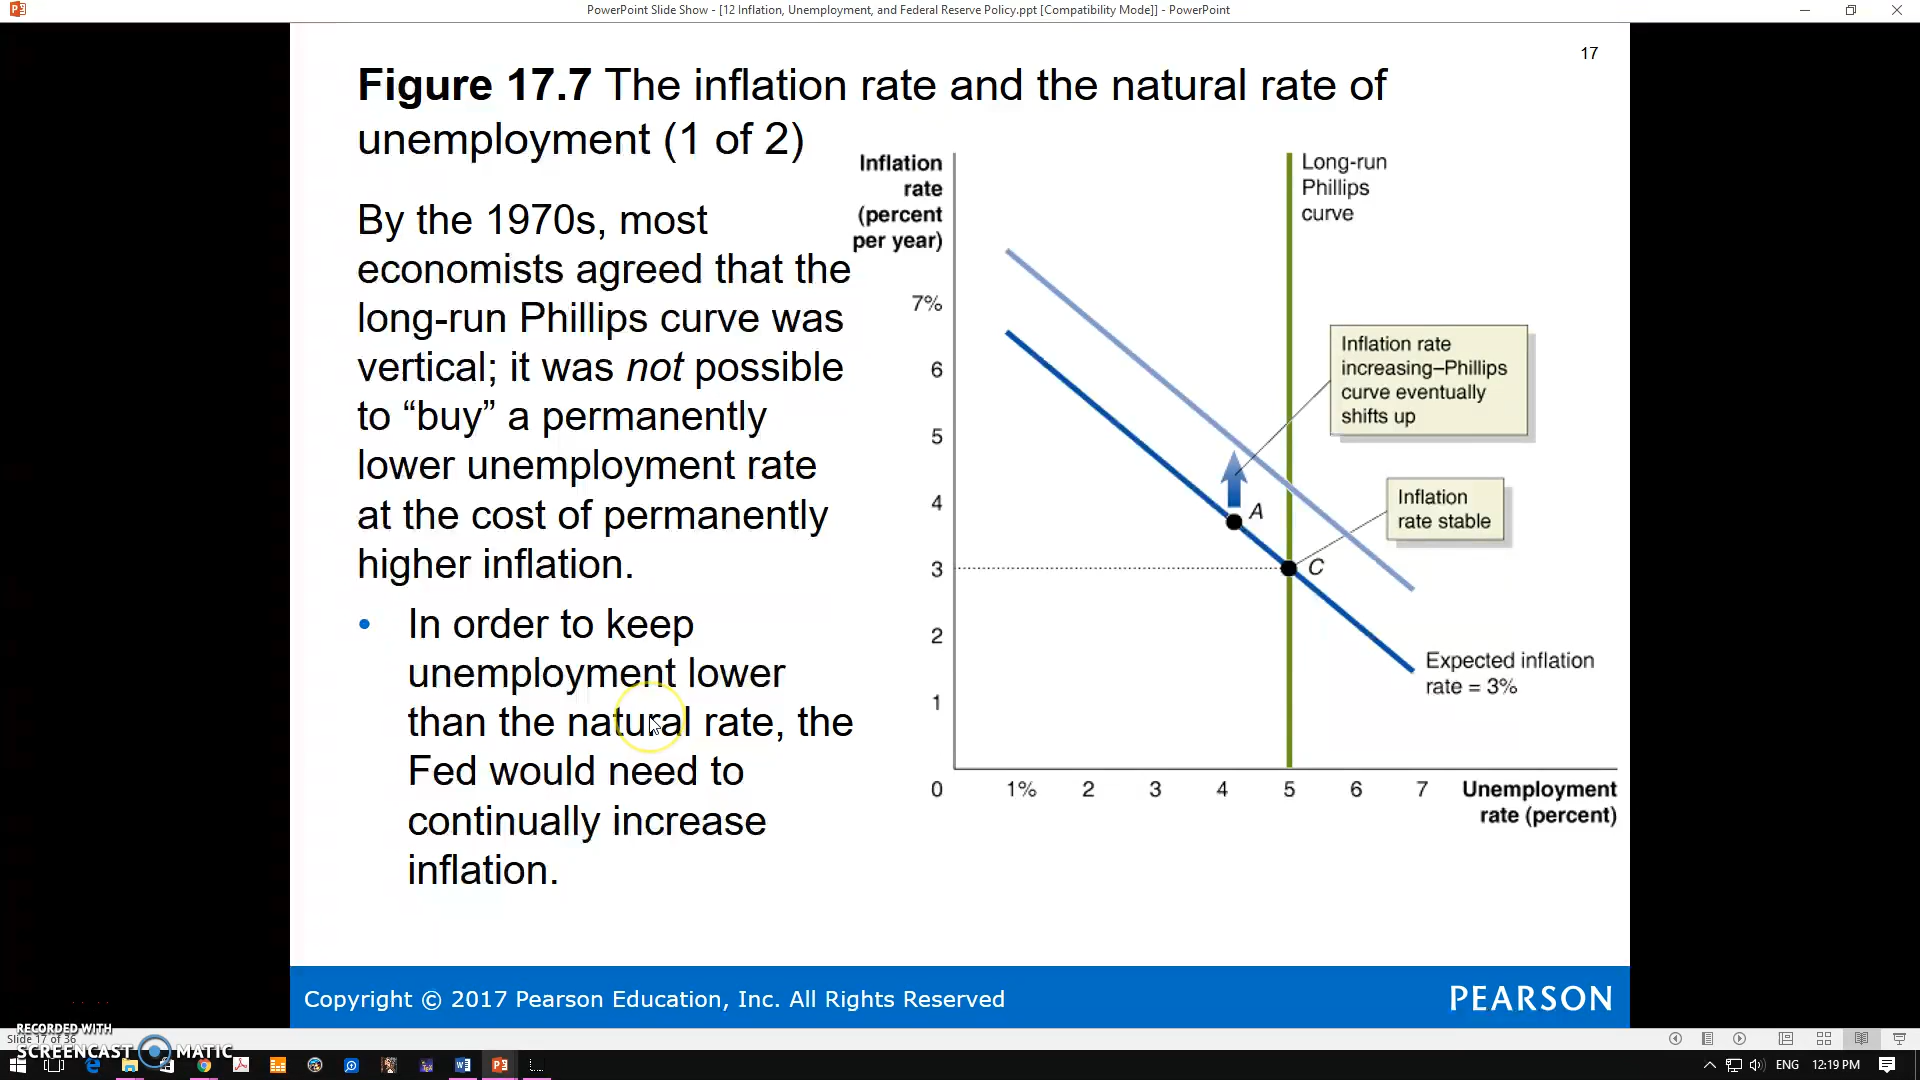 PowerPoint Slide Show - [12 Inflation, Unemployment, and Federal Reserve Policy.ppt [Compatibility Mode]] - PowerPoint
17
Figure 17.7 The inflation rate and the natural rate of
unemployment (1 of 2)
By the 1970s, most
economists agreed that the
long-run Phillips curve was
vertical; it was not possible
to “buy” a permanently
lower unemployment rate
at the cost of permanently
higher inflation.
• In order to keep
unemployment lower
than the natural rate, the
Fed would need to
continually increase
inflation.
Inflation
rate
(percent
per year)
7%
6
5
4
3
2
1
0
1%
2
3
4
5
6
7
Unemployment
rate (percent)
Long-run
Phillips
curve
Inflation rate
increasing–Phillips
curve eventually
shifts up
Inflation
rate stable
A
C
Expected inflation
rate = 3%
Copyright © 2017 Pearson Education, Inc. All Rights Reserved
PEARSON
RECORDED WITH
Slide 17 of 36
SCREENCAST MATIC
ENG
12:19 PM